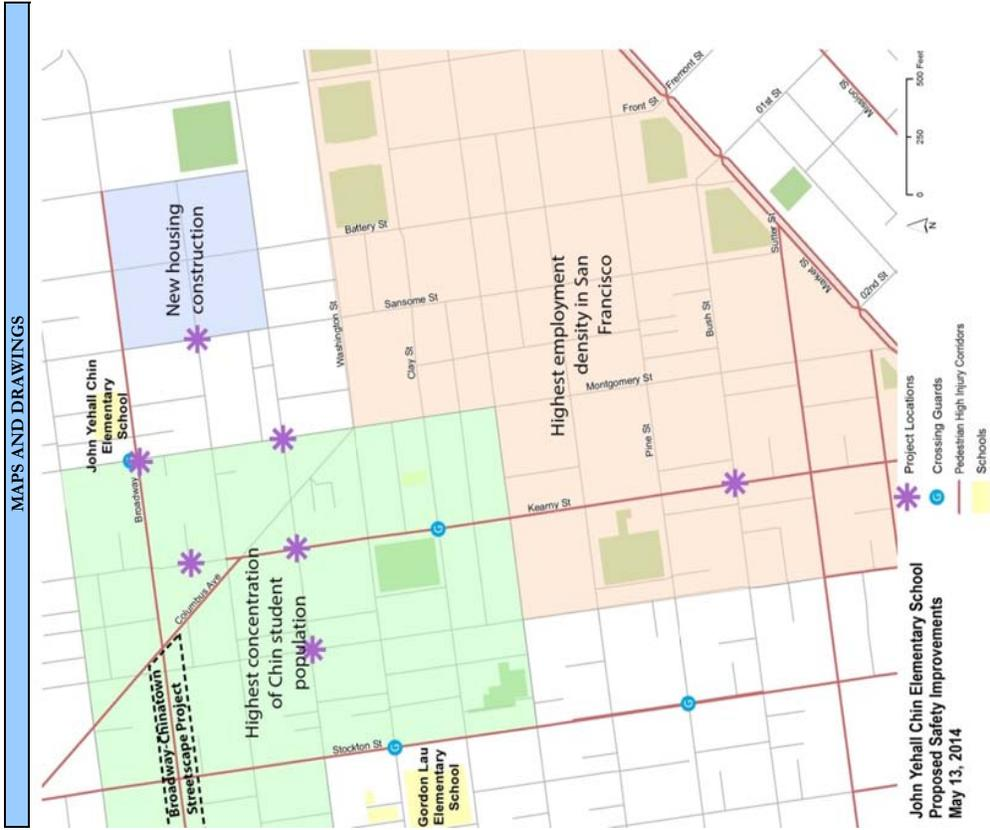 MAPS AND DRAWINGS
John Yehall Chin
Elementary
School
Broadway
New housing
construction
Columbus Ave
Broadway-Chinatown
Streetscape Project
Highest concentration
of Chin student
population
Washington St
Clay St
Sansome St
Battery St
Front St
Fremont St
01st St
Mission St
Highest employment
density in San
Francisco
Kearny St
Montgomery St
Pine St
Bush St
Sutter St
Market St
02nd St
Stockton St
G
G
G
G
Gordon Lau
Elementary
School
0 250 500 Feet
N
John Yehall Chin Elementary School
Proposed Safety Improvements
May 13, 2014
Project Locations
G Crossing Guards
Pedestrian High Injury Corridors
Schools